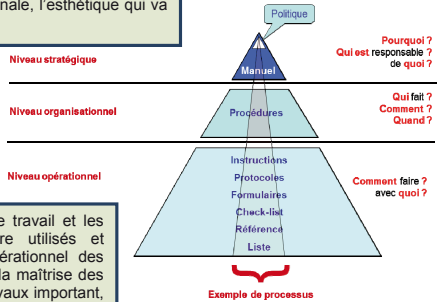 nale, l'esthétique qui va
Politique
Manuel
Pourquoi ?
Qui est responsable ?
de quoi ?
Niveau stratégique
Niveau organisationnel
Procédures
Qui fait ?
Comment ?
Quand ?
Niveau opérationnel
Instructions
Protocoles
Formulaires
Check-list
Référence
Liste
Comment faire ?
avec quoi ?
e travail et les
re utilisés et
érationnel des
la maîtrise des
vaux important,
Exemple de processus